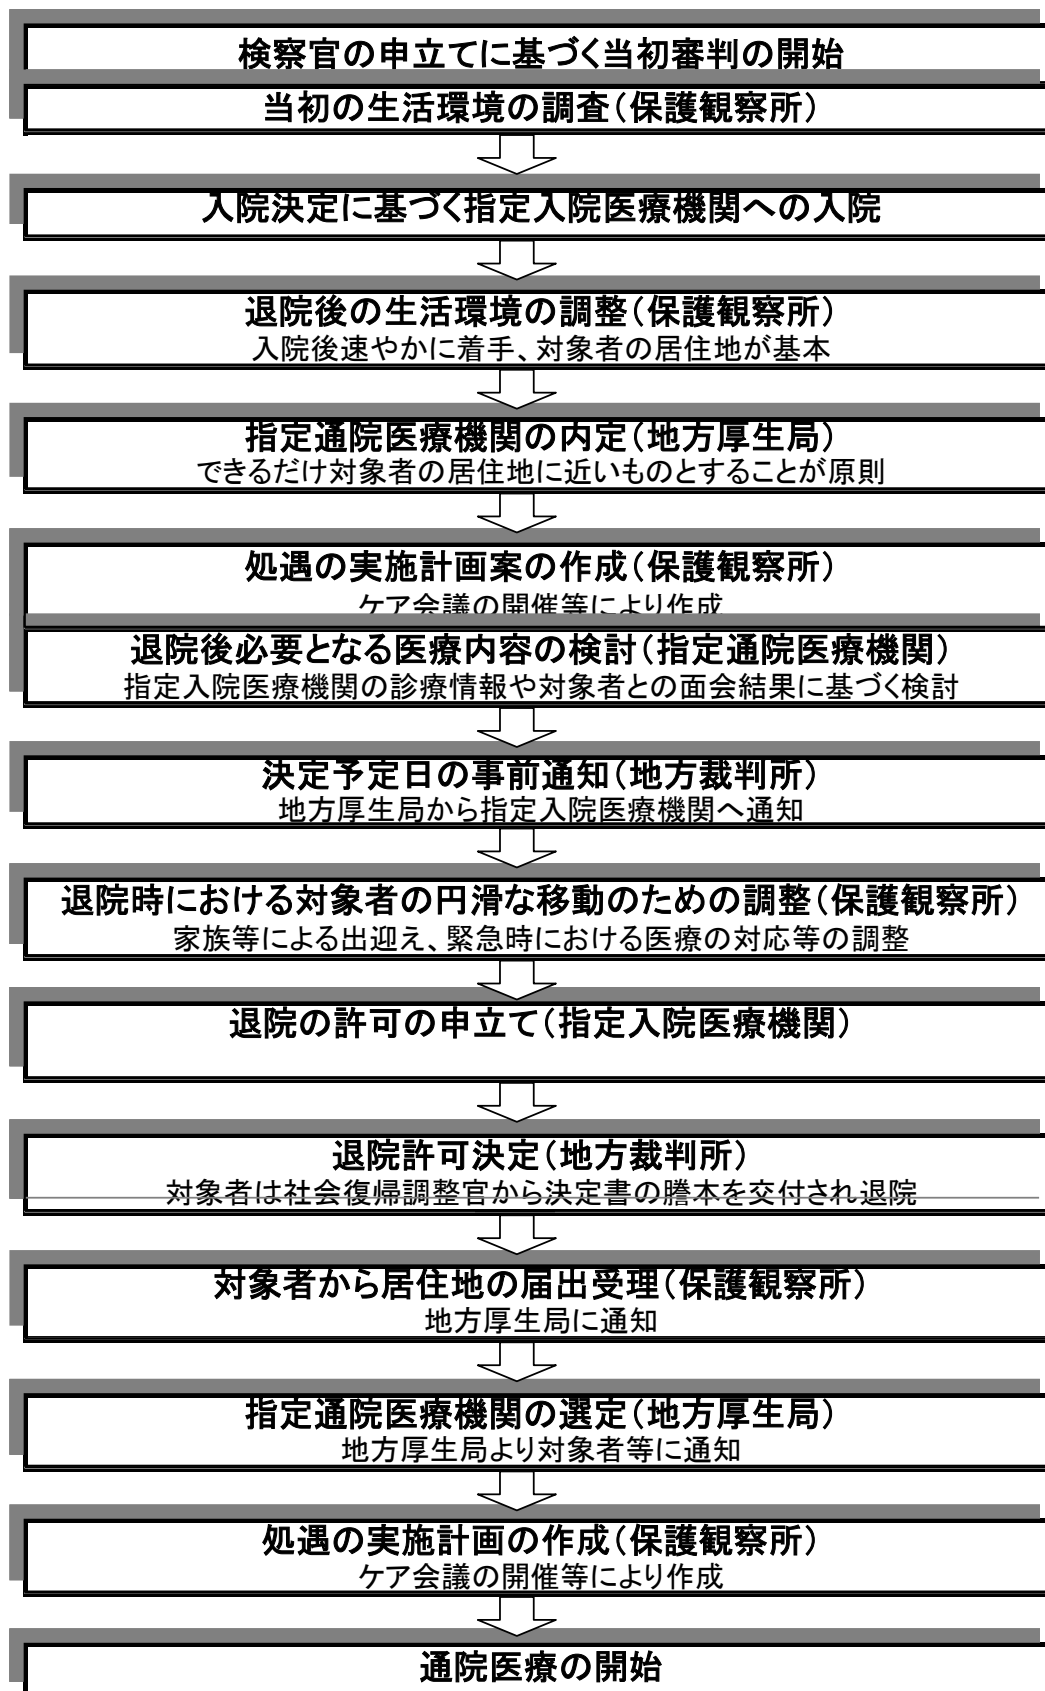 検察官の申立てに基づく当初審判の開始
当初の生活環境の調査（保護観察所）
入院決定に基づく指定入院医療機関への入院
退院後の生活環境の調整（保護観察所）
入院後速やかに着手、対象者の居住地が基本
指定通院医療機関の内定（地方厚生局）
できるだけ対象者の居住地に近いものとすることが原則
処遇の実施計画案の作成（保護観察所）
ケア会議の開催等により作成
退院後必要となる医療内容の検討（指定通院医療機関）
指定入院医療機関の診療情報や対象者との面会結果に基づく検討
決定予定日の事前通知（地方裁判所）
地方厚生局から指定入院医療機関へ通知
退院時における対象者の円滑な移動のための調整（保護観察所）
家族等による出迎え、緊急時における医療の対応等の調整
退院の許可の申立て（指定入院医療機関）
退院許可決定（地方裁判所）
対象者は社会復帰調整官から決定書の謄本を交付され退院
対象者から居住地の届出受理（保護観察所）
地方厚生局に通知
指定通院医療機関の選定（地方厚生局）
地方厚生局より対象者等に通知
処遇の実施計画の作成（保護観察所）
ケア会議の開催等により作成
通院医療の開始